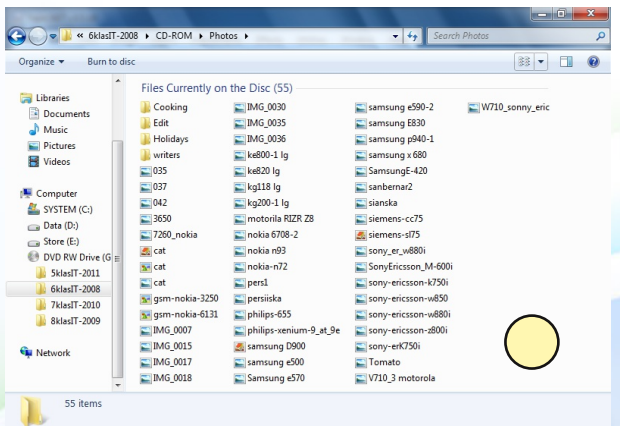 « 6klasIT-2008 ▸ CD-ROM ▸ Photos ▸
Search Photos
Organize ▾ Burn to disc
Libraries
Documents
Music
Pictures
Videos
Computer
SYSTEM (C:)
Data (D:)
Store (E:)
DVD RW Drive (G
5klasIT-2011
6klasIT-2008
7klasIT-2010
8klasIT-2009
Network
Files Currently on the Disc (55)
Cooking
Edit
Holidays
writers
035
037
042
3650
7260_nokia
cat
cat
cat
gsm-nokia-3250
gsm-nokia-6131
IMG_0007
IMG_0015
IMG_0017
IMG_0018
IMG_0030
IMG_0035
IMG_0036
ke800-1 lg
ke820 lg
kg118 lg
kg200-1 lg
motorila RIZR Z8
nokia 6708-2
nokia n93
nokia-n72
pers1
persiiska
philips-655
philips-xenium-9_at_9e
samsung D900
samsung e500
Samsung e570
samsung e590-2
samsung E830
samsung p940-1
samsung x 680
SamsungE-420
sanbernar2
sianska
siemens-cc75
siemens-sl75
sony_er_w880i
SonyEricsson_M-600i
sony-ericsson-k750i
sony-ericsson-w850
sony-ericsson-w880i
sony-ericsson-z800i
sony-erK750i
Tomato
V710_3 motorola
W710_sonny_eric
55 items